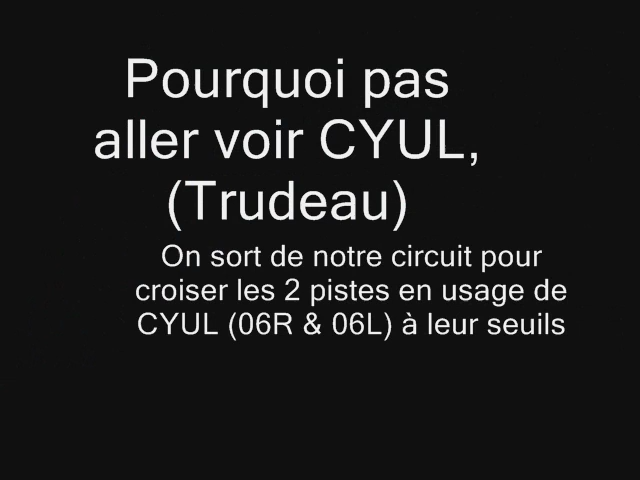 Pourquoi pas
aller voir CYUL,
(Trudeau)
On sort de notre circuit pour
croiser les 2 pistes en usage de
CYUL (06R & 06L) à leur seuils